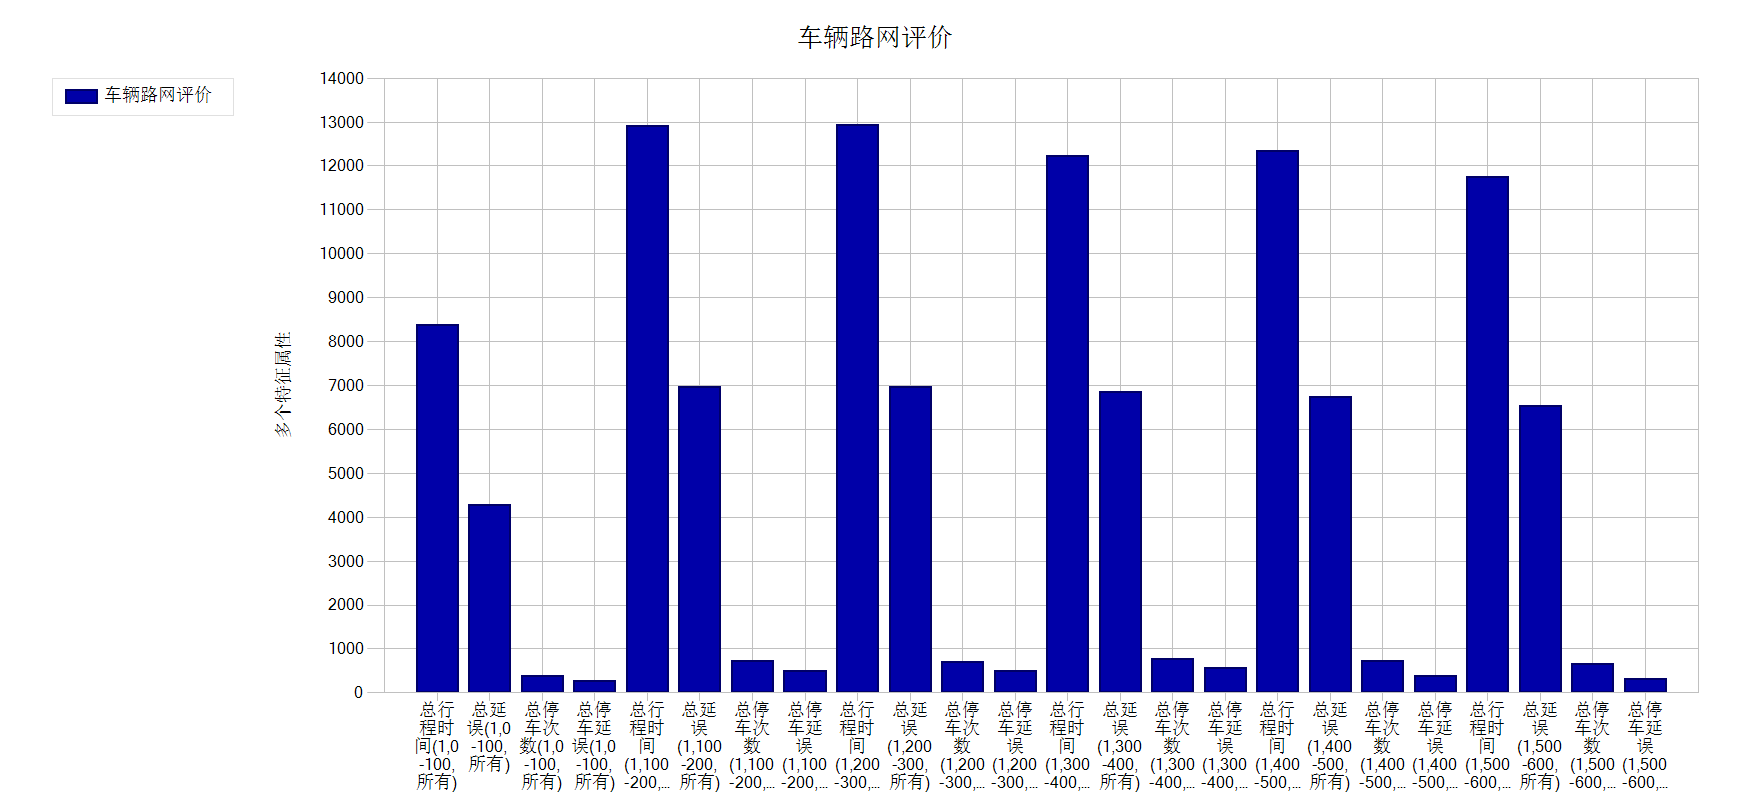 车辆路网评价
车辆路网评价
多个特征属性
14000
13000
12000
11000
10000
9000
8000
7000
6000
5000
4000
3000
2000
1000
0
总行
程时
间(1,0
-100,
所有)
总延
误(1,0
-100,
所有)
总停
车次
数(1,0
-100,
所有)
总停
车延
误(1,0
-100,
所有)
总行
程时
间
(1,100
-200,...
总延
误
(1,100
-200,
所有)
总停
车次
数
(1,100
-200,...
总停
车延
误
(1,100
-200,...
总行
程时
间
(1,200
-300,...
总延
误
(1,200
-300,
所有)
总停
车次
数
(1,200
-300,...
总停
车延
误
(1,200
-300,...
总行
程时
间
(1,300
-400,...
总延
误
(1,300
-400,
所有)
总停
车次
数
(1,300
-400,...
总停
车延
误
(1,300
-400,...
总行
程时
间
(1,400
-500,...
总延
误
(1,400
-500,
所有)
总停
车次
数
(1,400
-500,...
总停
车延
误
(1,400
-500,...
总行
程时
间
(1,500
-600,...
总延
误
(1,500
-600,
所有)
总停
车次
数
(1,500
-600,...
总停
车延
误
(1,500
-600,...